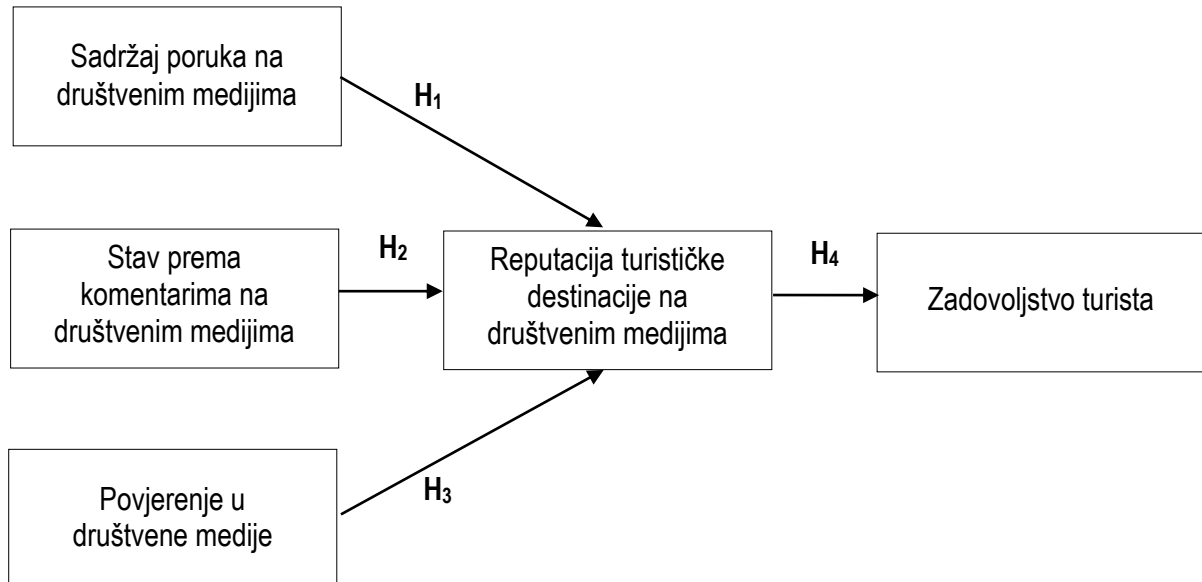 Sadržaj poruka na
društvenim medijima
H₁
Stav prema
komentarima na
društvenim medijima
H₂
Reputacija turističke
destinacije na
društvenim medijima
H₄
Zadovoljstvo turista
Povjerenje u
društvene medije
H₃